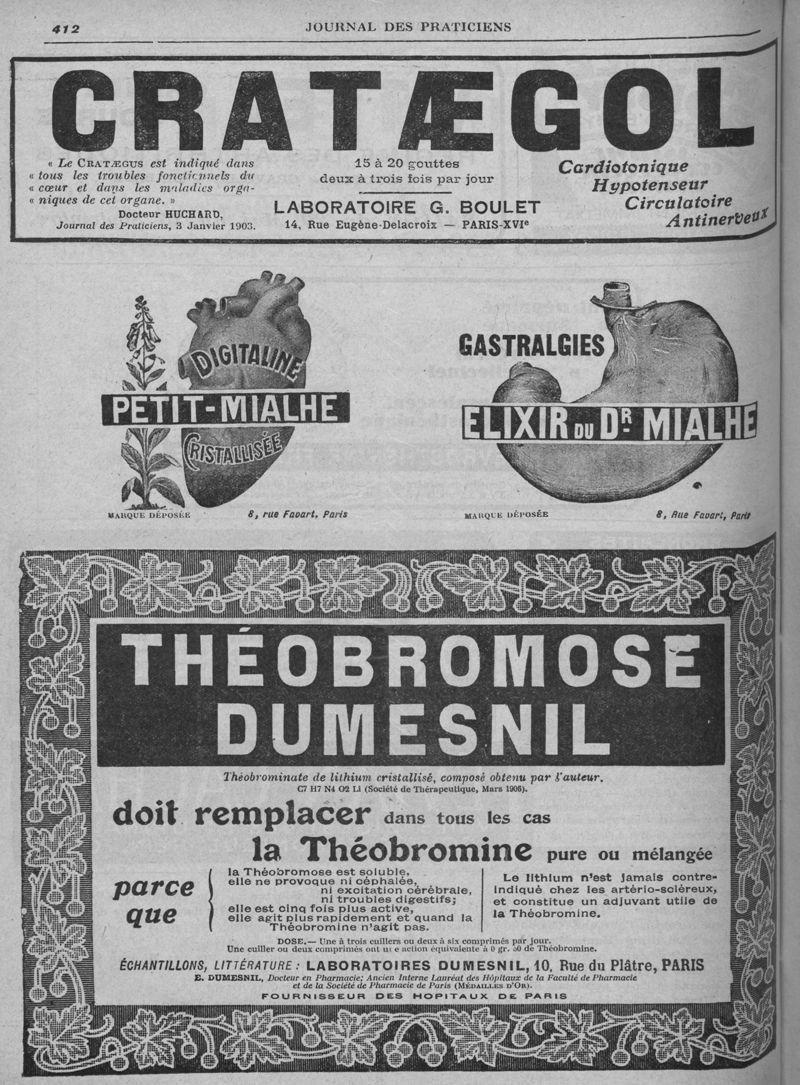 412
JOURNAL DES PRATICIENS
CRATÆGOL
« Le CRATÆGUS est indiqué dans
« tous les troubles fonctionnels du
« cœur et dans les maladies orga-
« niques de cet organe. »
Docteur HUCHARD,
Journal des Praticiens, 3 Janvier 1903.
15 à 20 gouttes
deux à trois fois par jour
LABORATOIRE G. BOULET
14, Rue Eugène-Delacroix — PARIS-XVIe
Cardiotonique
Hypotenseur
Circulatoire
Antinerveux
DIGITALINE
PETIT-MIALHE
CRISTALLISÉE
MARQUE DÉPOSÉE
8, rue Favart, Paris
GASTRALGIES
ELIXIR DU DR. MIALHE
MARQUE DÉPOSÉE
8, Rue Favart, Paris
THÉOBROMOSE
DUMESNIL
Théobrominate de lithium cristallisé, composé obtenu par l'auteur.
C7 H7 N4 O2 Li (Société de Thérapeutique, Mars 1906).
doit remplacer dans tous les cas
la Théobromine pure ou mélangée
parce
que
la Théobromose est soluble,
elle ne provoque ni céphalée,
ni excitation cérébrale,
ni troubles digestifs;
elle est cinq fois plus active,
elle agit plus rapidement et quand la
Théobromine n'agit pas.
Le lithium n'est jamais contre-
indiqué chez les artério-scléreux,
et constitue un adjuvant utile de
la Théobromine.
DOSE.— Une à trois cuillers ou deux à six comprimés par jour.
Une cuiller ou deux comprimés ont une action équivalente à 0 gr. 50 de Théobromine.
ÉCHANTILLONS, LITTÉRATURE : LABORATOIRES DUMESNIL, 10, Rue du Plâtre, PARIS
E. DUMESNIL, Docteur en Pharmacie; Ancien Interne Lauréat des Hôpitaux de la Faculté de Pharmacie
et de la Société de Pharmacie de Paris (MÉDAILLES D'OR).
FOURNISSEUR DES HOPITAUX DE PARIS